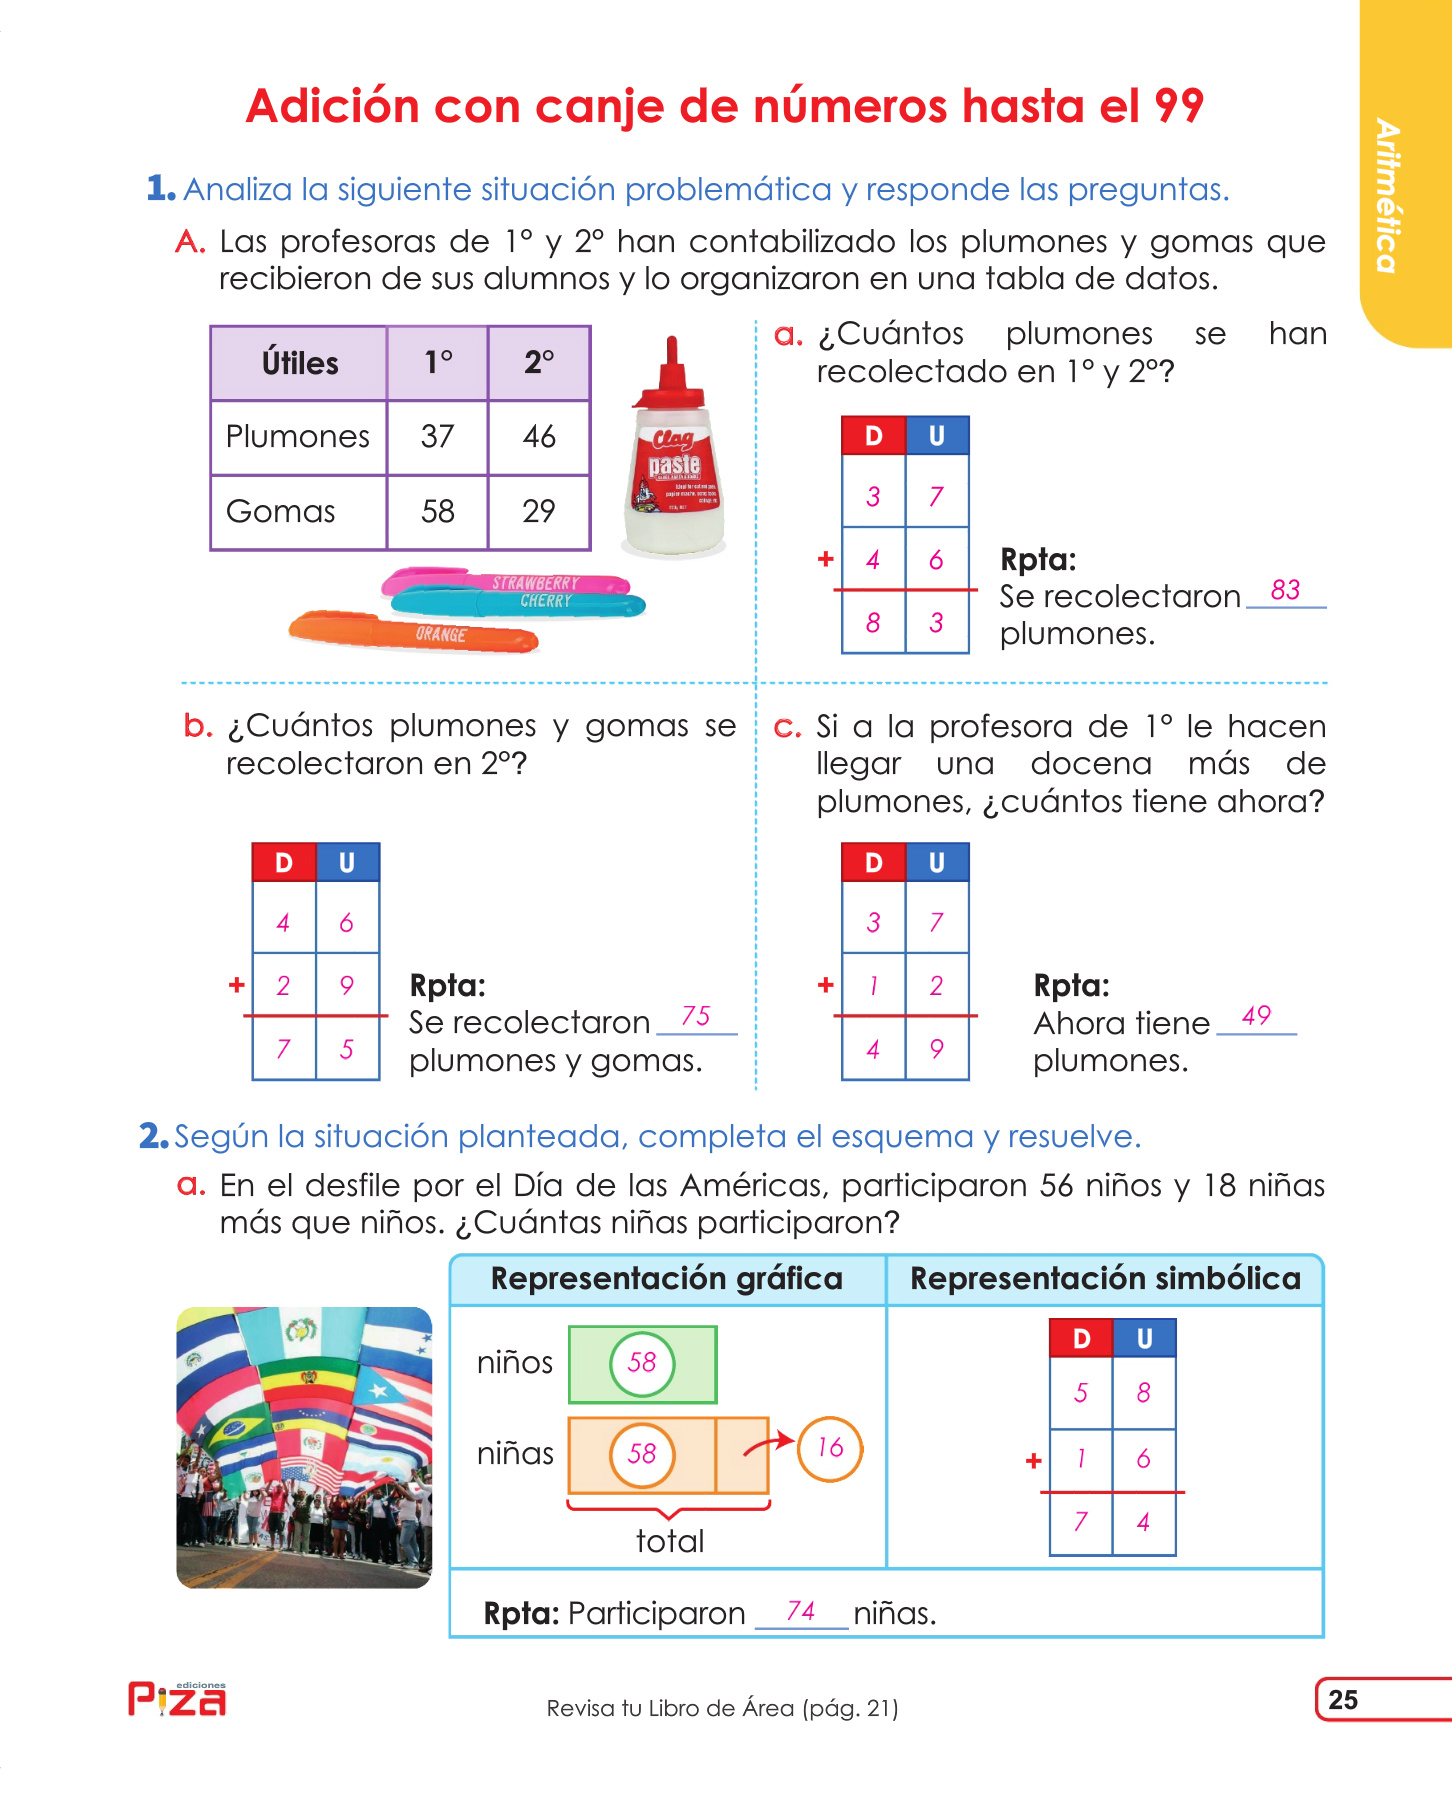 Adición con canje de números hasta el 99
Aritmética
1. Analiza la siguiente situación problemática y responde las preguntas.
A. Las profesoras de 1° y 2° han contabilizado los plumones y gomas que
recibieron de sus alumnos y lo organizaron en una tabla de datos.
Útiles 1° 2°
Plumones 37 46
Gomas 58 29
Clag
paste
STRAWBERRY
CHERRY
ORANGE
a. ¿Cuántos plumones se han
recolectado en 1° y 2°?
D U
3 7
+ 4 6
8 3
Rpta:
Se recolectaron 83
plumones.
b. ¿Cuántos plumones y gomas se
recolectaron en 2°?
D U
4 6
+ 2 9
7 5
Rpta:
Se recolectaron 75
plumones y gomas.
c. Si a la profesora de 1° le hacen
llegar una docena más de
plumones, ¿cuántos tiene ahora?
D U
3 7
+ 1 2
4 9
Rpta:
Ahora tiene 49
plumones.
2. Según la situación planteada, completa el esquema y resuelve.
a. En el desfile por el Día de las Américas, participaron 56 niños y 18 niñas
más que niños. ¿Cuántas niñas participaron?
Representación gráfica
niños 58
niñas 58 16
total
Representación simbólica
D U
5 8
+ 1 6
7 4
Rpta: Participaron 74 niñas.
ediciones
Piza
Revisa tu Libro de Área (pág. 21)
25